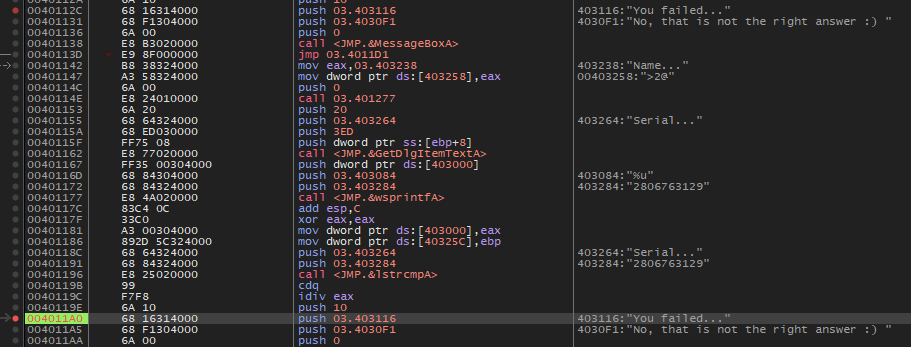 0040112A 6A 10 push 10
0040112C 68 16314000 push 03.403116 403116:"You failed..."
00401131 68 F1304000 push 03.4030F1 4030F1:"No, that is not the right answer :) "
00401136 6A 00 push 0
00401138 E8 B3020000 call <JMP.&MessageBoxA>
0040113D E9 8F000000 jmp 03.4011D1
00401142 B8 38324000 mov eax,03.403238 403238:"Name..."
00401147 A3 58324000 mov dword ptr ds:[403258],eax 00403258:">2@"
0040114C 6A 00 push 0
0040114E E8 24010000 call 03.401277
00401153 6A 20 push 20
00401155 68 64324000 push 03.403264 403264:"Serial..."
0040115A 68 ED030000 push 3ED
0040115F FF75 08 push dword ptr ss:[ebp+8]
00401162 E8 77020000 call <JMP.&GetDlgItemTextA>
00401167 FF35 00304000 push dword ptr ds:[403000]
0040116D 68 84304000 push 03.403084 403084:"%u"
00401172 68 84324000 push 03.403284 403284:"2806763129"
00401177 E8 4A020000 call <JMP.&wsprintfA>
0040117C 83C4 0C add esp,C
0040117F 33C0 xor eax,eax
00401181 A3 00304000 mov dword ptr ds:[403000],eax
00401186 892D 5C324000 mov dword ptr ds:[40325C],ebp
0040118C 68 64324000 push 03.403264 403264:"Serial..."
00401191 68 84324000 push 03.403284 403284:"2806763129"
00401196 E8 25020000 call <JMP.&lstrcmpA>
0040119B 99 cdq
0040119C F7F8 idiv eax
0040119E 6A 10 push 10
004011A0 68 16314000 push 03.403116 403116:"You failed..."
004011A5 68 F1304000 push 03.4030F1 4030F1:"No, that is not the right answer :) "
004011AA 6A 00 push 0